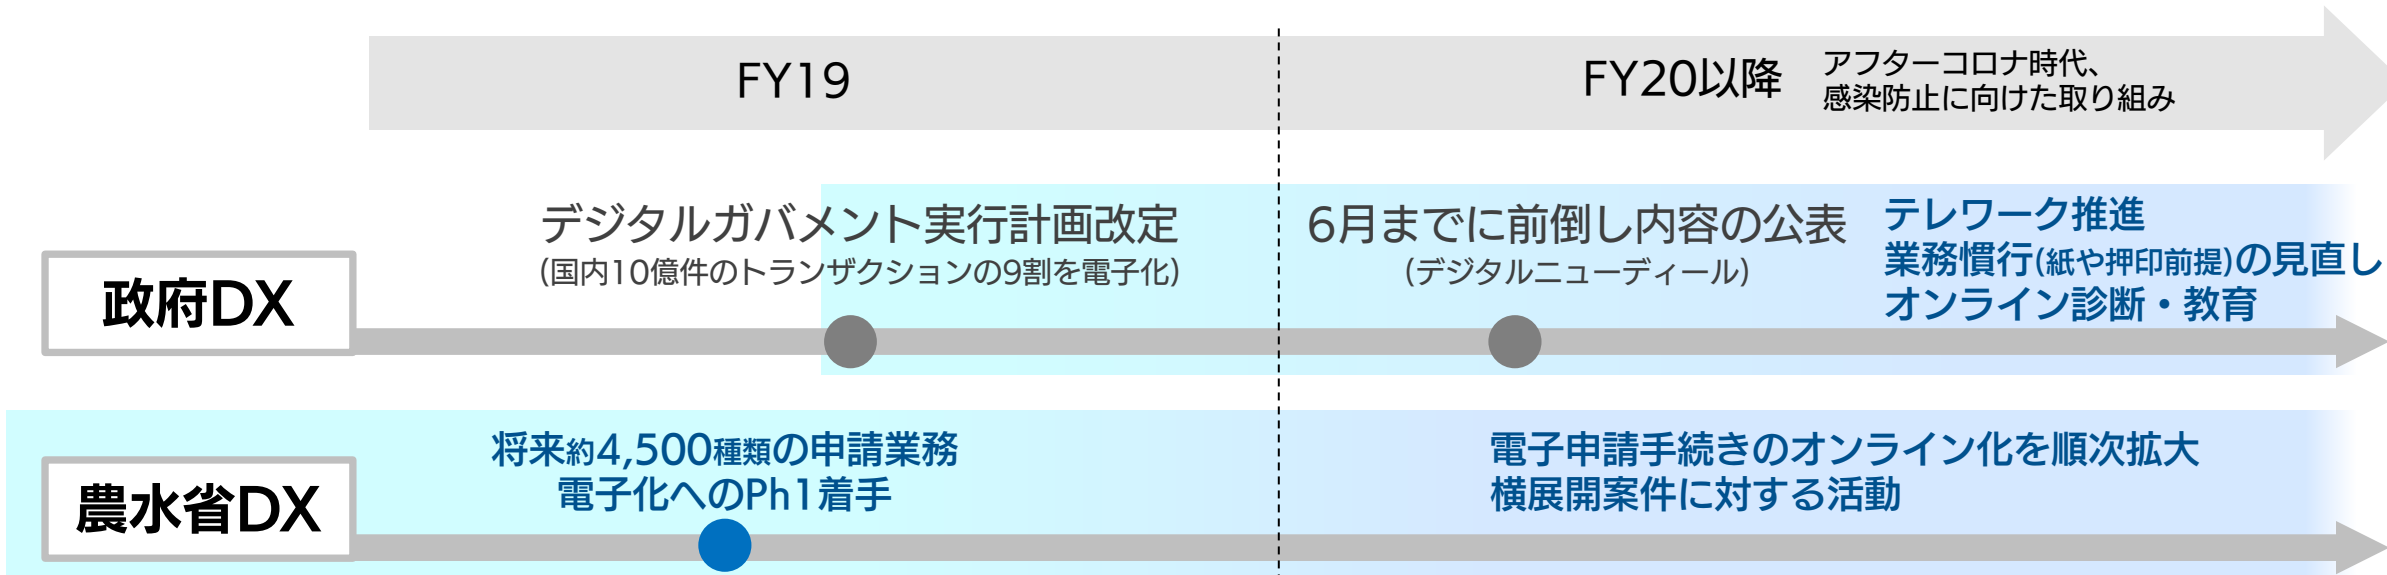 FY19
FY20以降
アフターコロナ時代、
感染防止に向けた取り組み
政府DX
デジタルガバメント実行計画改定
(国内10億件のトランザクションの9割を電子化)
6月までに前倒し内容の公表
(デジタルニューディール)
テレワーク推進
業務慣行(紙や押印前提)の見直し
オンライン診断・教育
農水省DX
将来約4,500種類の申請業務
電子化へのPh1着手
電子申請手続きのオンライン化を順次拡大
横展開案件に対する活動